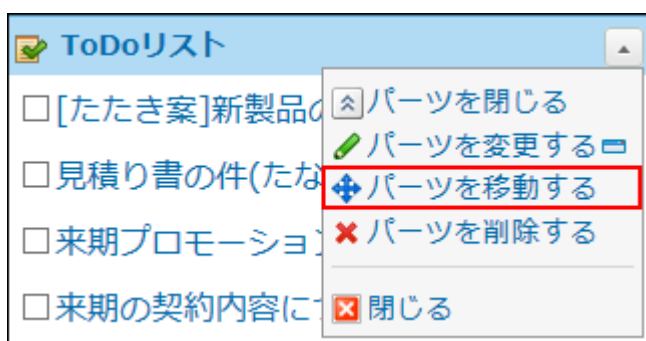 ToDoリスト
[たたき案]新製品の
見積り書の件(たな
来期プロモーション
来期の契約内容に
パーツを閉じる
パーツを変更する
パーツを移動する
パーツを削除する
閉じる